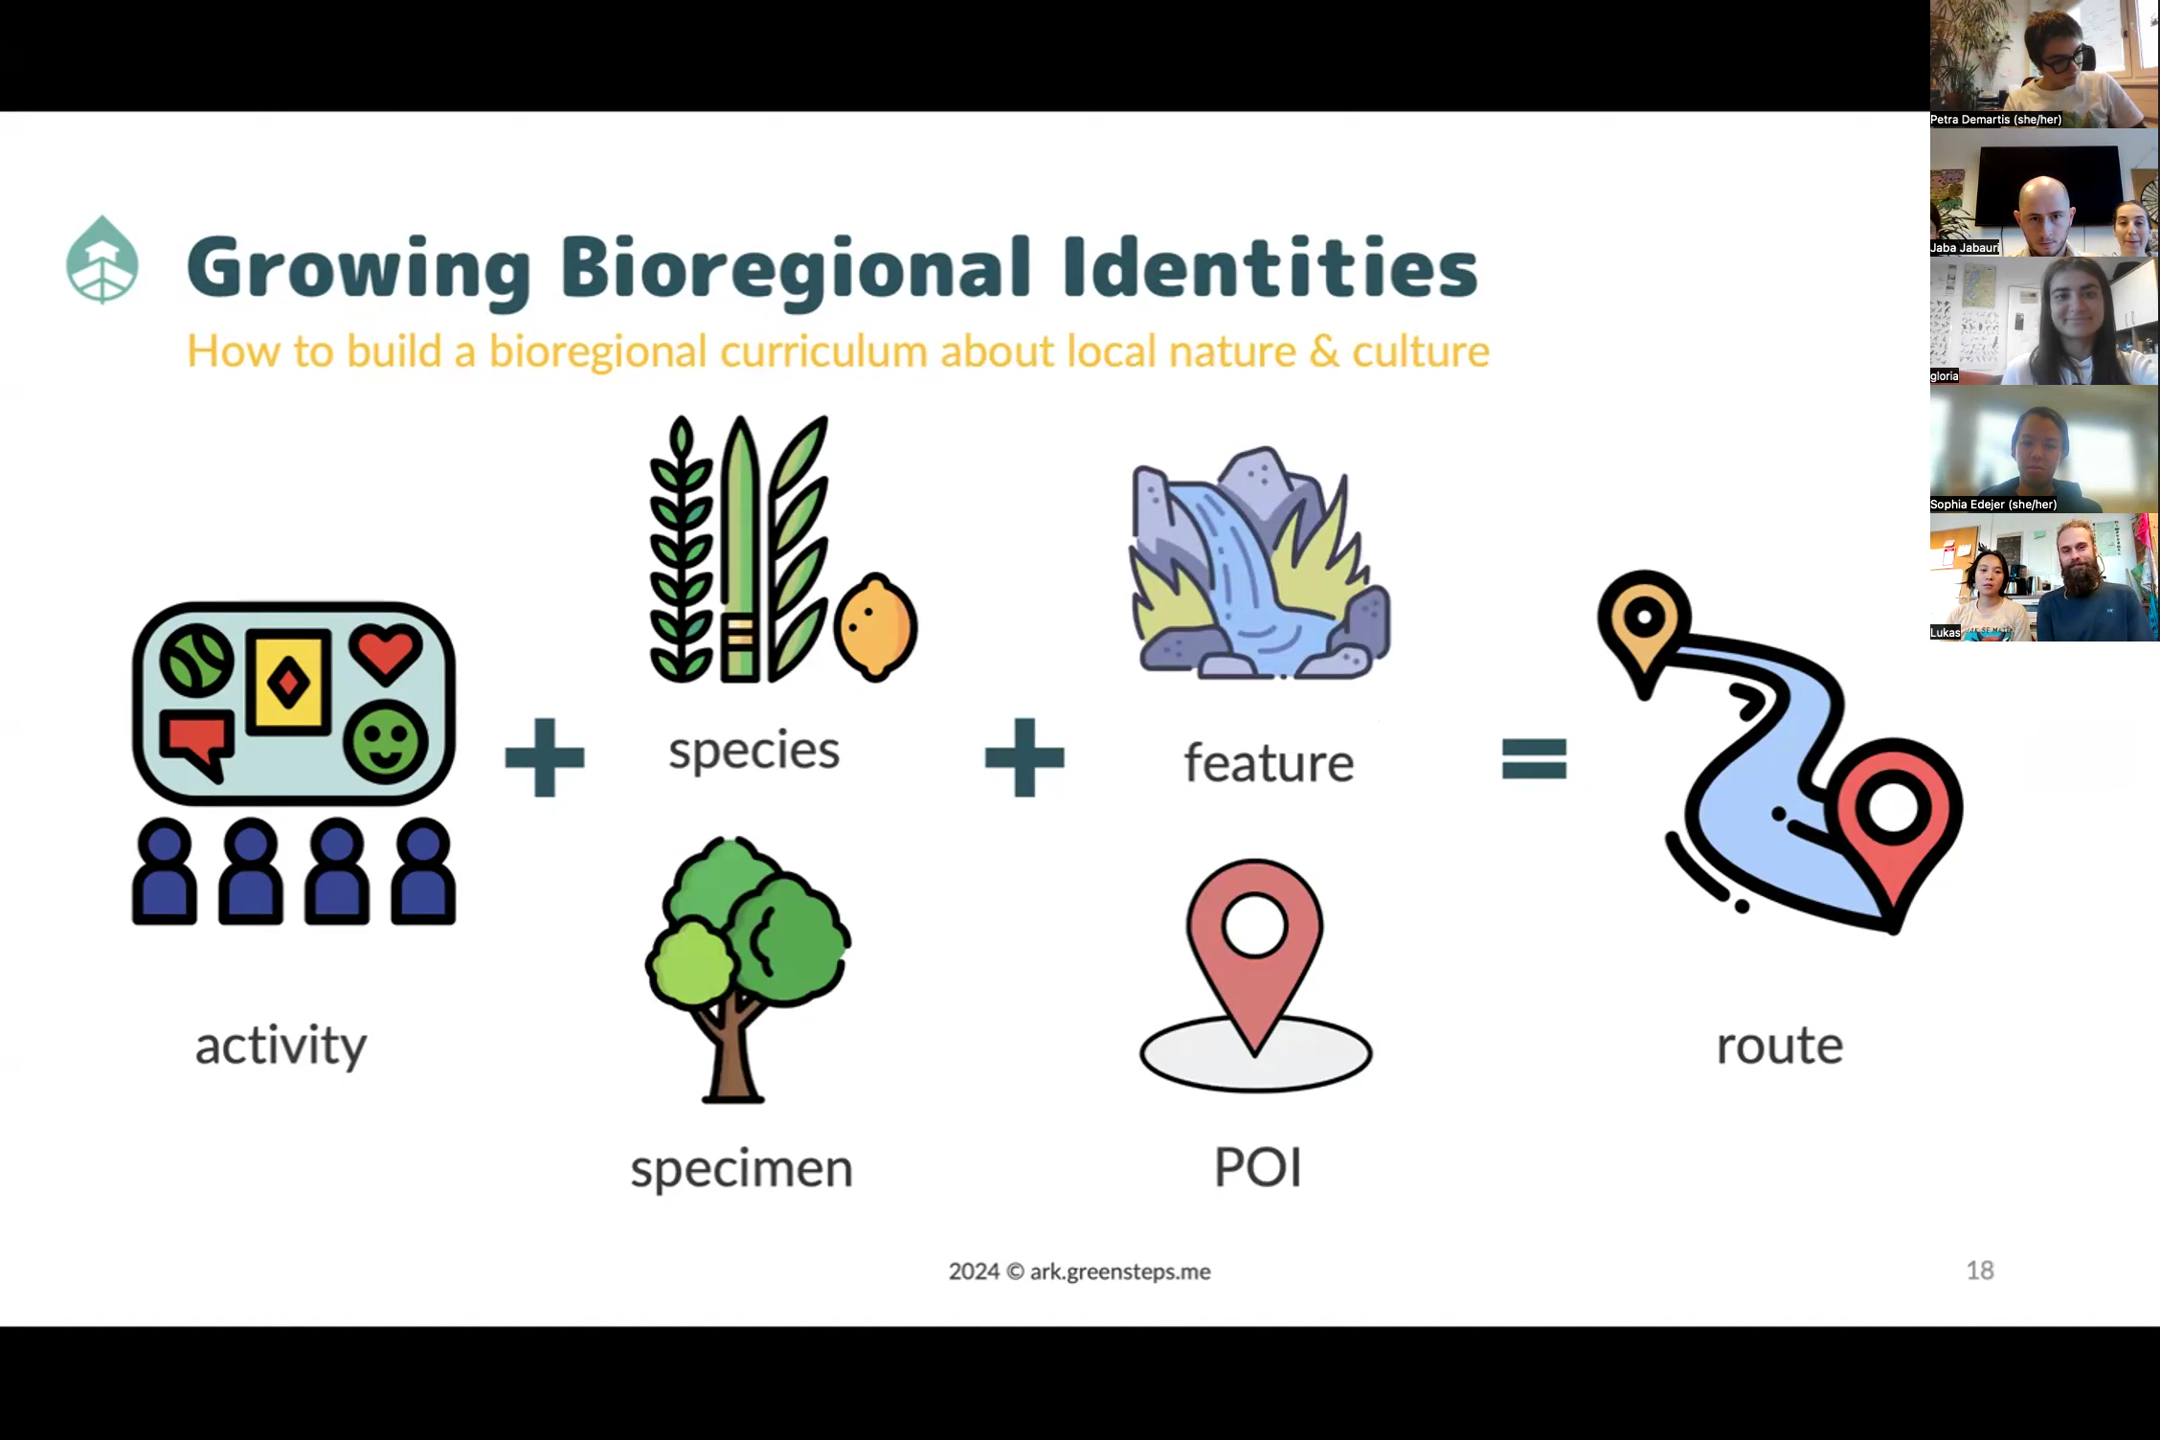 Growing Bioregional Identities
How to build a bioregional curriculum about local nature & culture
species
feature
activity
route
specimen
POI
2024 © ark.greensteps.me
18
Petra Demartis (she/her)
Jaba Jabauri
gloria
Sophia Edejer (she/her)
Lukas